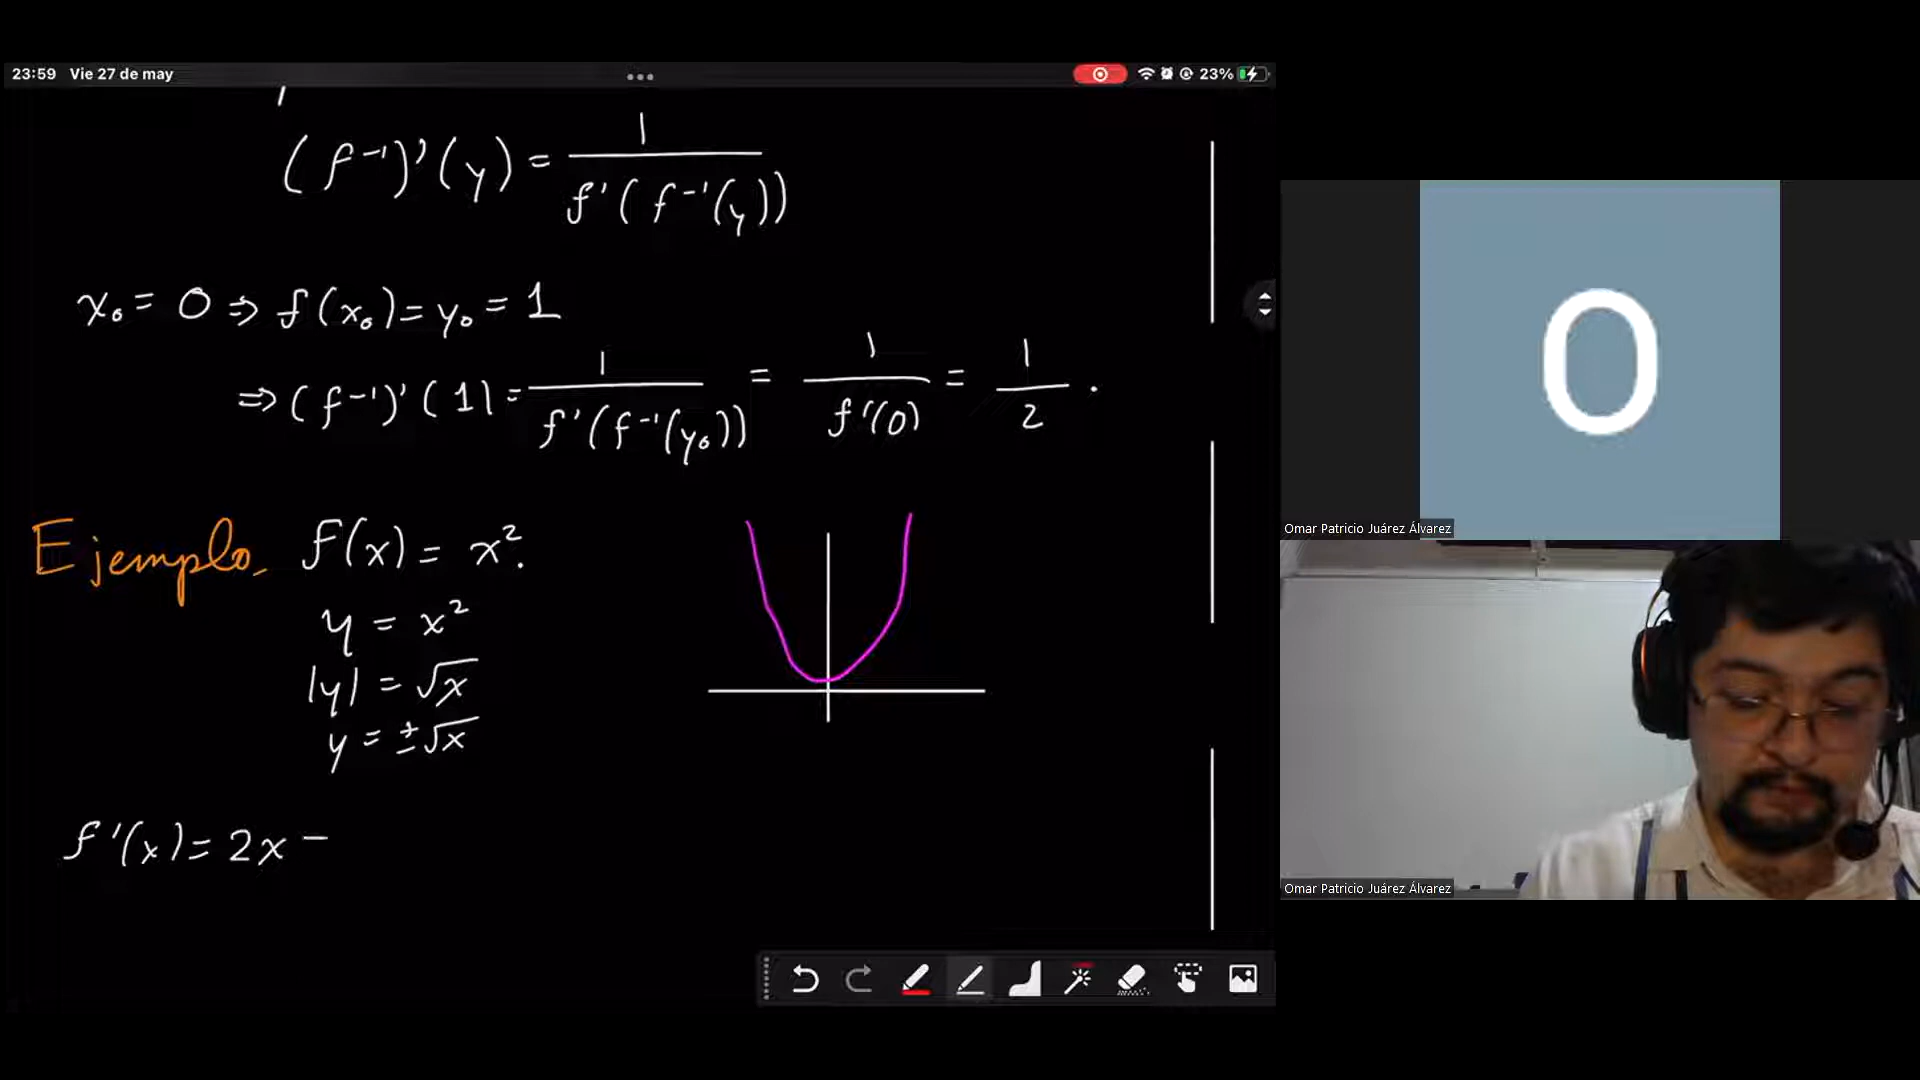 23:59 Vie 27 de may
23%
(f⁻¹)'(y) = 1 / f'(f⁻¹(y))
x₀ = 0 ⇒ f(x₀) = y₀ = 1
⇒ (f⁻¹)'(1) = 1 / f'(f⁻¹(y₀)) = 1 / f'(0) = 1 / 2 .
Ejemplo. f(x) = x².
y = x²
|y| = √x
y = ±√x
f'(x) = 2x –
O
Omar Patricio Juárez Álvarez
Omar Patricio Juárez Álvarez